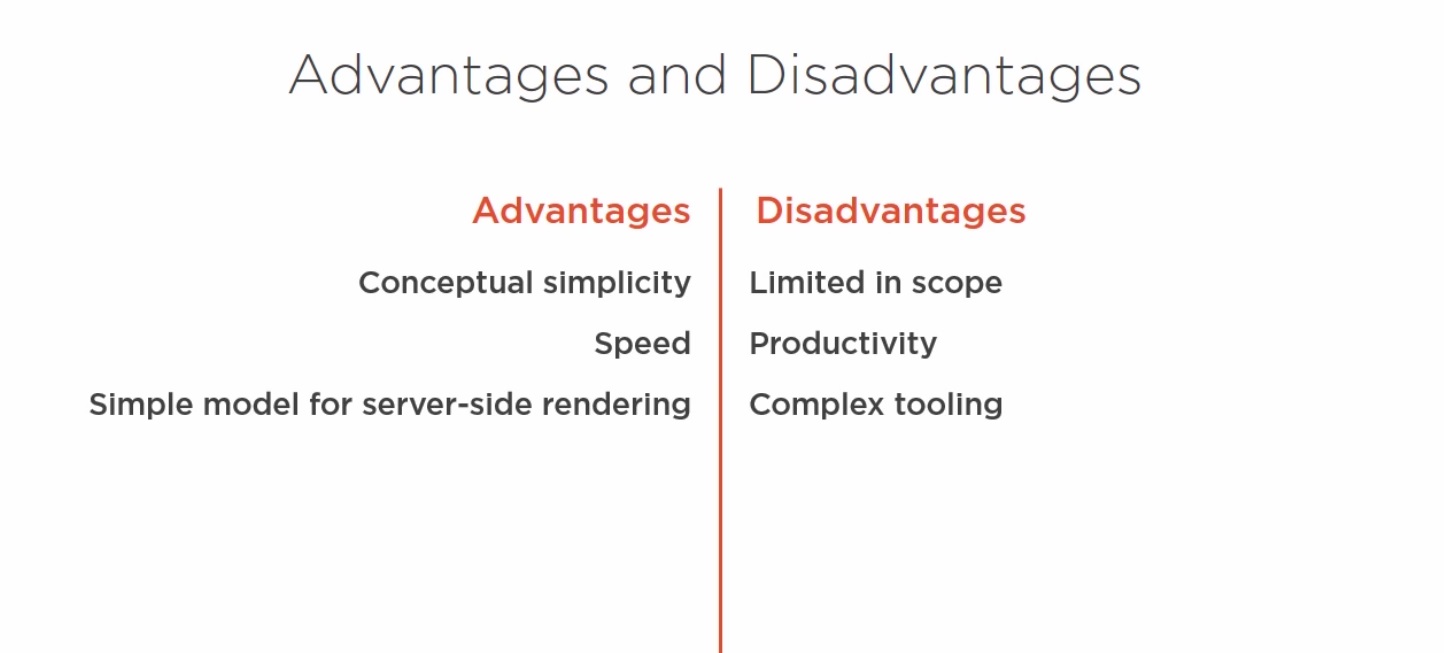 Advantages and Disadvantages
Advantages
Conceptual simplicity
Speed
Simple model for server-side rendering
Disadvantages
Limited in scope
Productivity
Complex tooling